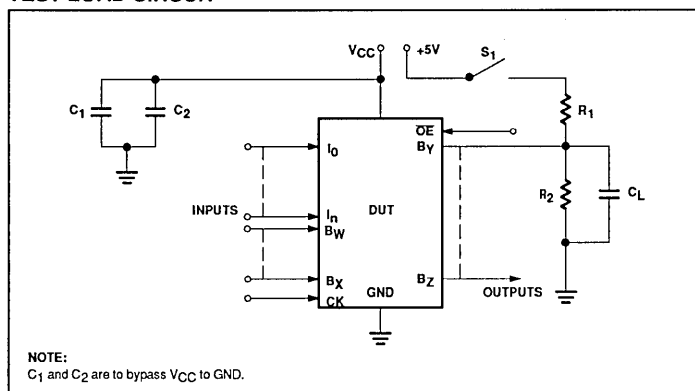 VCC +5V S1
C1 C2
R1
OE
I0 BY
R2 CL
INPUTS In DUT
BW
BX BZ
GND OUTPUTS
CK
NOTE:
C1 and C2 are to bypass VCC to GND.